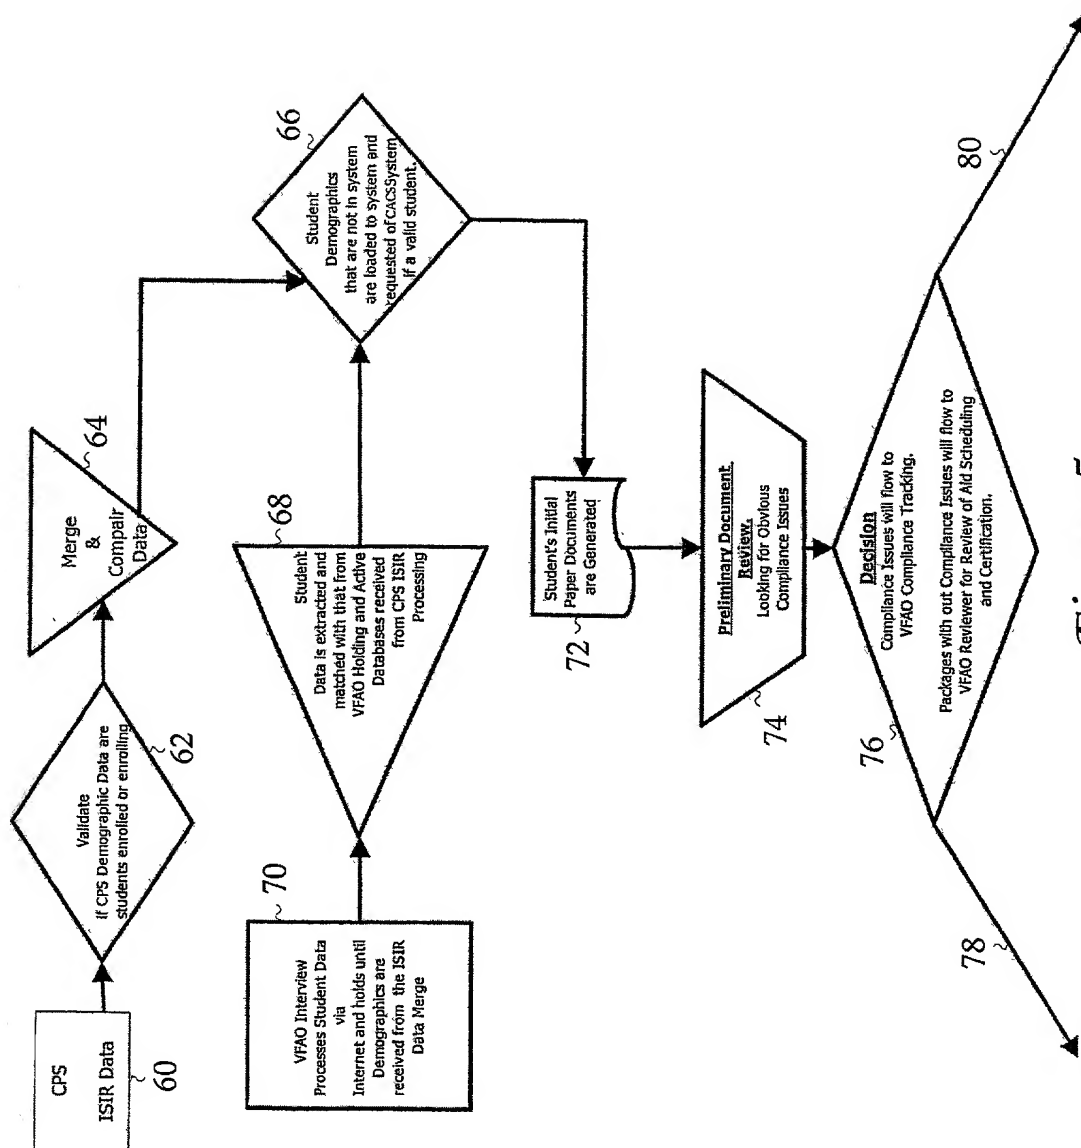 CPS
ISIR Data
60
Validate
If CPS Demographic Data are
students enrolled or enrolling
62
Merge
&
Compair
Data
64
Student
Demographics
that are not in system
are loaded to system and
requested of CACSSystem
if a valid student.
66
Student
Data is extracted and
matched with that from
VFAO Holding and Active
Databases received
from CPS ISIR
Processing
68
VFAO Interview
Processes Student Data
via
Internet and holds until
Demographics are
received from the ISIR
Data Merge
70
Student's Initial
Paper Documents
are Generated
72
Preliminary Document
Review.
Looking for Obvious
Compliance Issues
74
Decision
Compliance Issues will flow to
VFAO Compliance Tracking.
Packages with out Compliance Issues will flow to
VFAO Reviewer for Review of Aid Scheduling
and Certification.
76
78
80